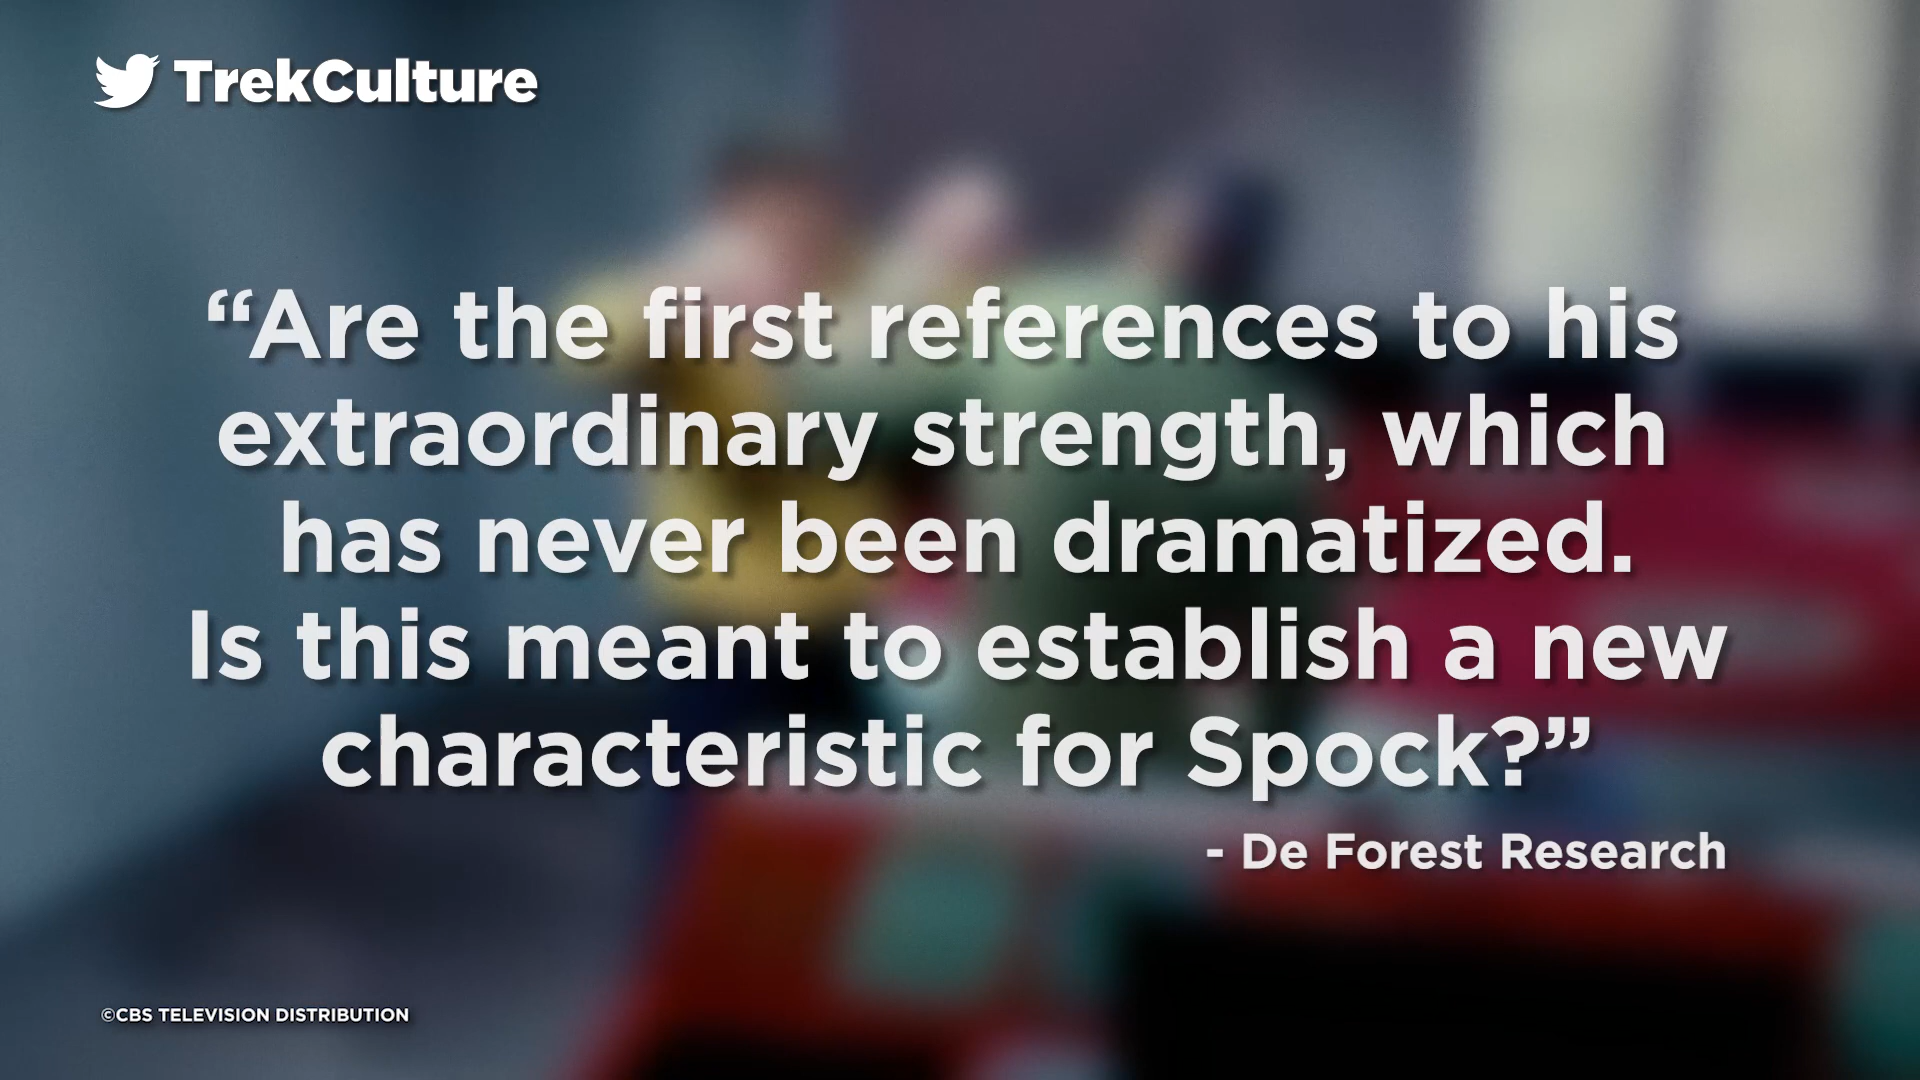 TrekCulture
“Are the first references to his
extraordinary strength, which
has never been dramatized.
Is this meant to establish a new
characteristic for Spock?”
- De Forest Research
©CBS TELEVISION DISTRIBUTION